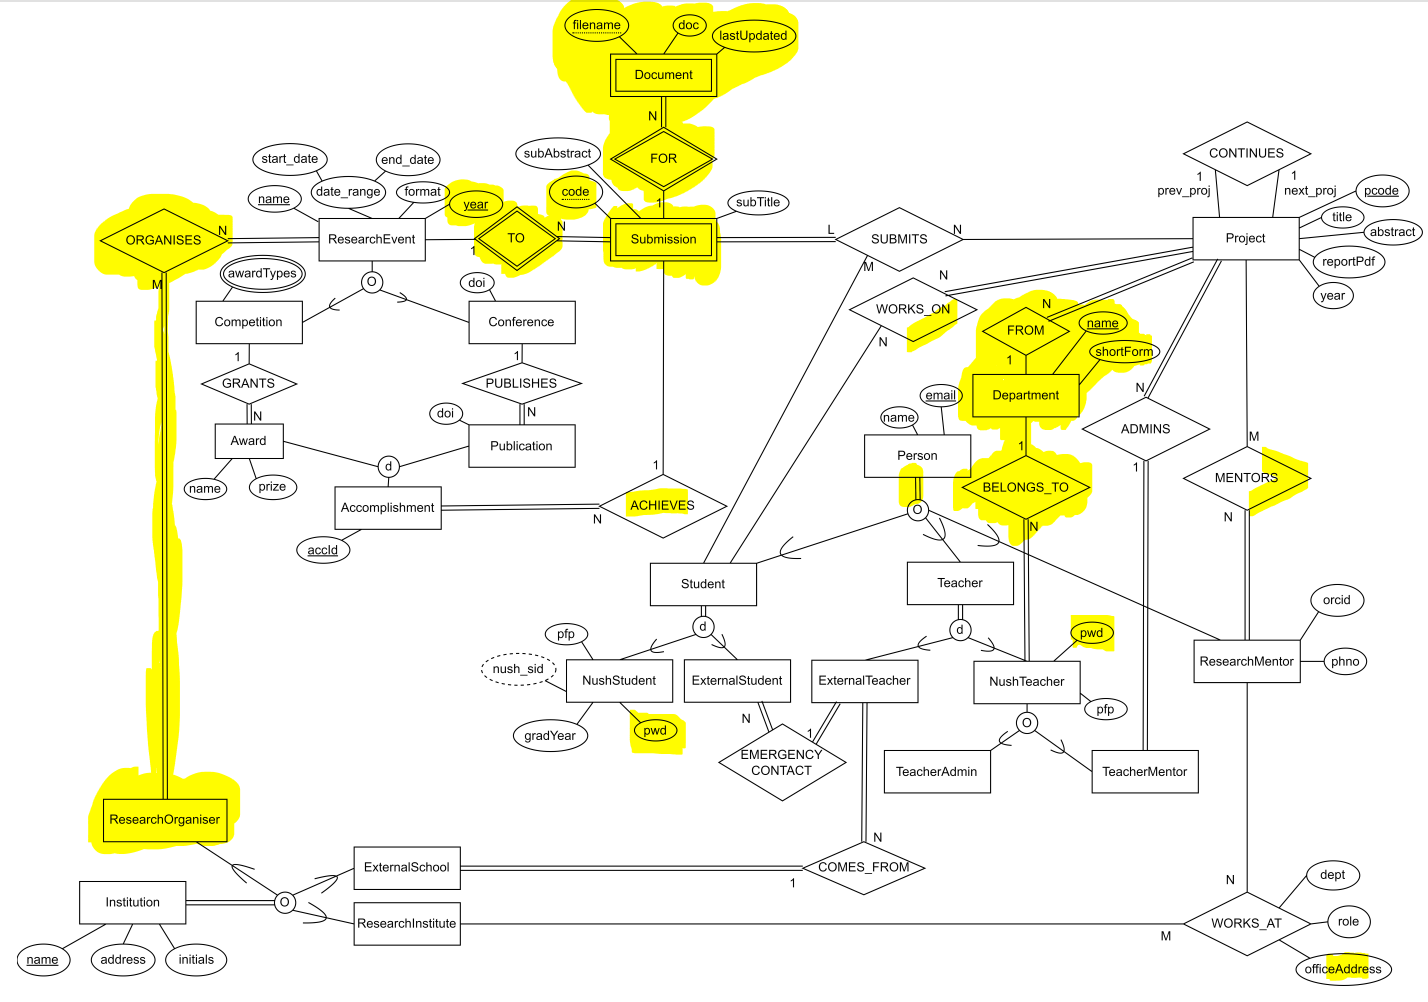 filename
doc
lastUpdated
Document
N
FOR
1
subAbstract
code
subTitle
start_date
end_date
date_range
name
format
year
ORGANISES
N
M
ResearchEvent
1
TO
N
Submission
L
SUBMITS
N
M
CONTINUES
1
prev_proj
1
next_proj
pcode
title
abstract
reportPdf
year
Project
awardTypes
O
doi
Competition
Conference
1
GRANTS
N
1
PUBLISHES
N
doi
Award
Publication
name
prize
d
Accomplishment
accId
1
ACHIEVES
N
N
WORKS_ON
N
N
FROM
1
name
shortForm
Department
1
BELONGS_TO
N
email
name
Person
O
N
ADMINS
1
M
MENTORS
N
Student
Teacher
d
d
pfp
nush_sid
NushStudent
gradYear
pwd
ExternalStudent
ExternalTeacher
NushTeacher
pwd
pfp
O
N
1
EMERGENCY
CONTACT
TeacherAdmin
TeacherMentor
orcid
phno
ResearchMentor
ResearchOrganiser
ExternalSchool
1
COMES_FROM
N
Institution
O
ResearchInstitute
name
address
initials
M
N
WORKS_AT
dept
role
officeAddress